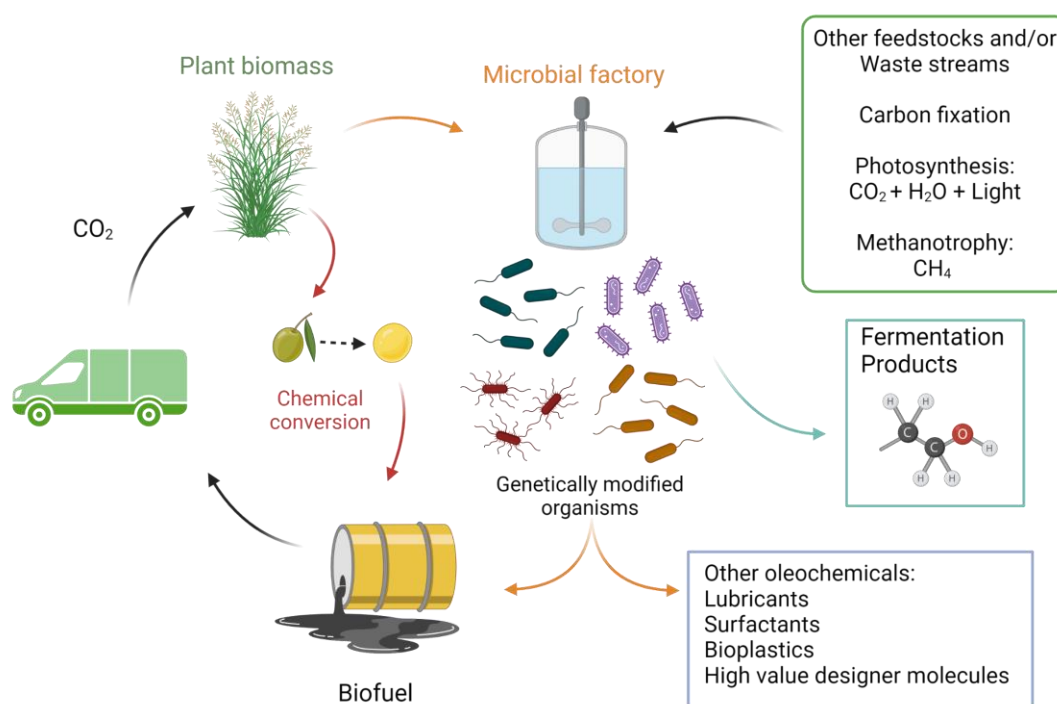 Plant biomass
Microbial factory
Other feedstocks and/or
Waste streams
Carbon fixation
Photosynthesis:
CO₂ + H₂O + Light
Methanotrophy:
CH₄
CO₂
Chemical
conversion
Fermentation
Products
H
H
C
C
O
H
H
H
Genetically modified
organisms
Other oleochemicals:
Lubricants
Surfactants
Bioplastics
High value designer molecules
Biofuel